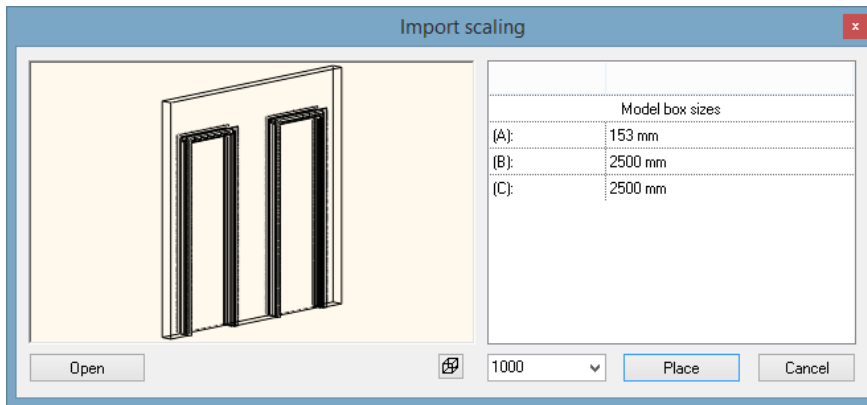 Import scaling
x
Model box sizes
(A): 153 mm
(B): 2500 mm
(C): 2500 mm
Open
1000
Place
Cancel